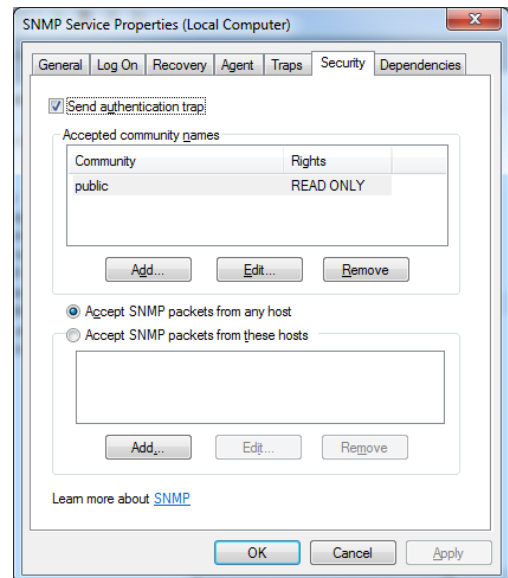 SNMP Service Properties (Local Computer)
General Log On Recovery Agent Traps Security Dependencies
Send authentication trap
Accepted community names
Community Rights
public READ ONLY
Add... Edit... Remove
Accept SNMP packets from any host
Accept SNMP packets from these hosts
Add... Edit... Remove
Learn more about SNMP
OK Cancel Apply